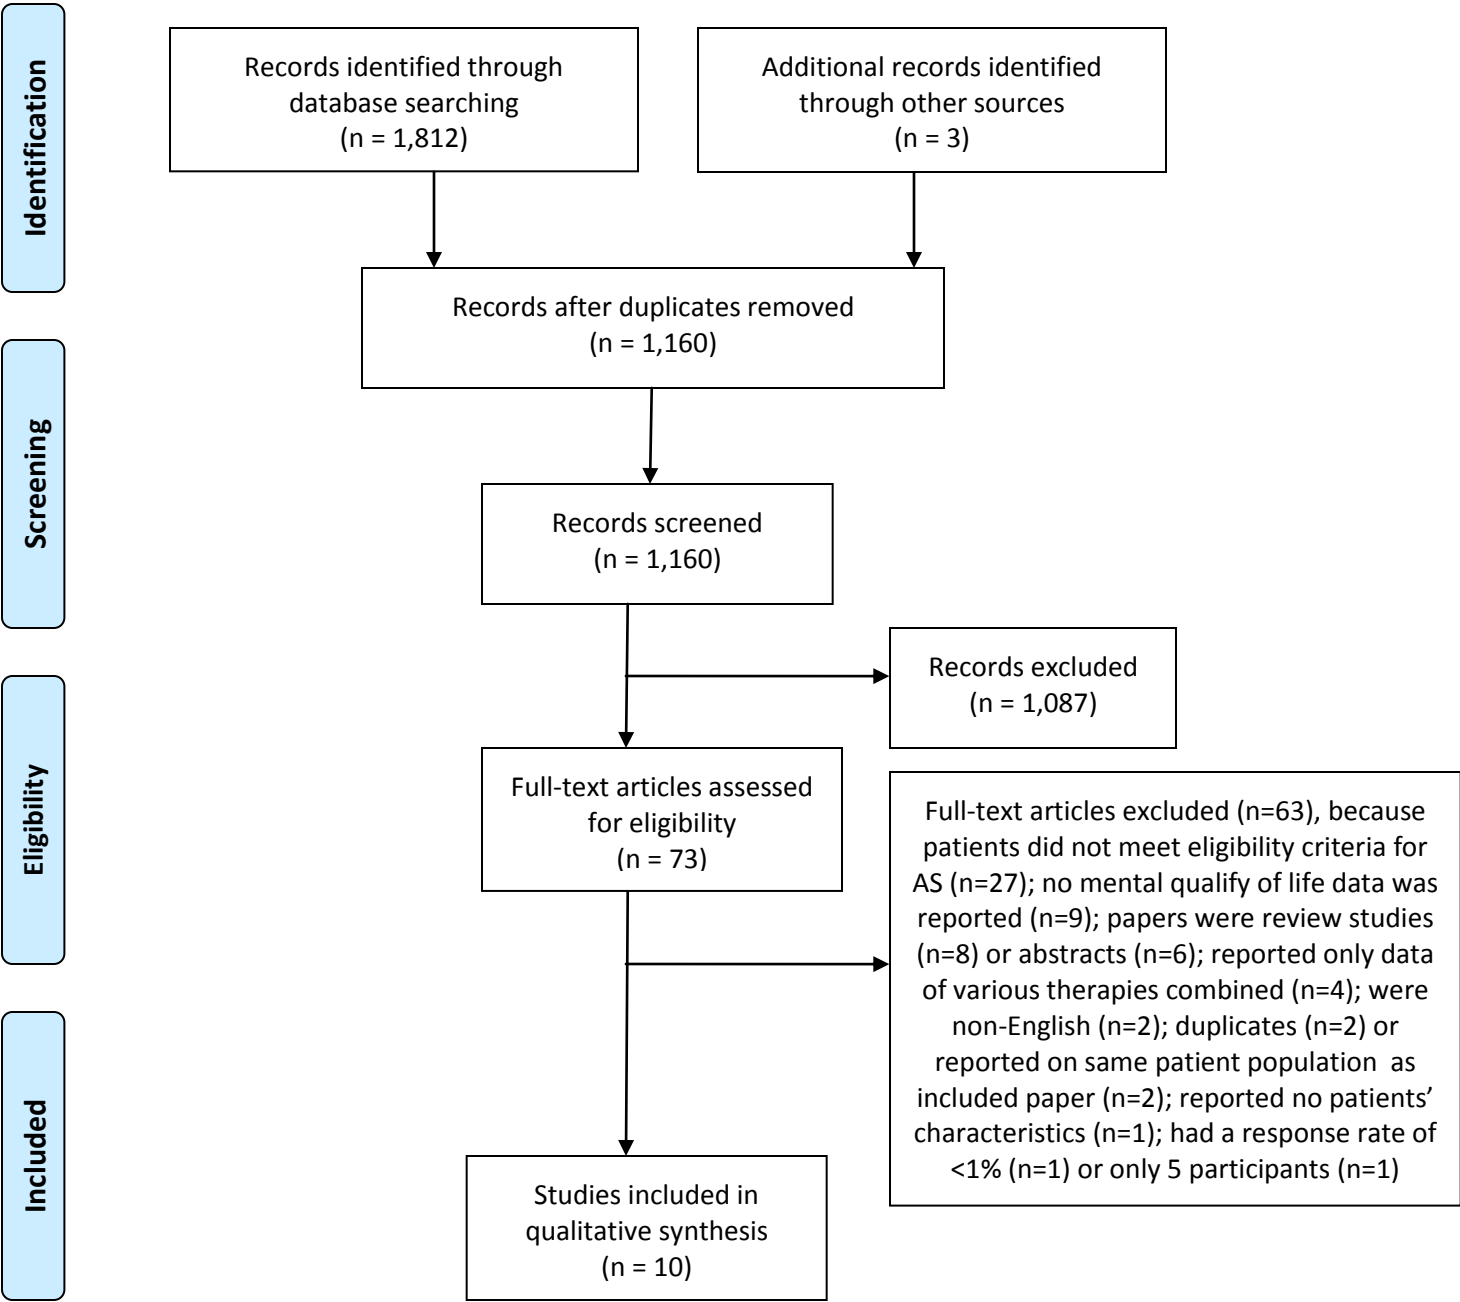 Identification
Records identified through
database searching
(n = 1,812)
Additional records identified
through other sources
(n = 3)
Records after duplicates removed
(n = 1,160)
Screening
Records screened
(n = 1,160)
Records excluded
(n = 1,087)
Eligibility
Full-text articles assessed
for eligibility
(n = 73)
Full-text articles excluded (n=63), because
patients did not meet eligibility criteria for
AS (n=27); no mental qualify of life data was
reported (n=9); papers were review studies
(n=8) or abstracts (n=6); reported only data
of various therapies combined (n=4); were
non-English (n=2); duplicates (n=2) or
reported on same patient population  as
included paper (n=2); reported no patients’
characteristics (n=1); had a response rate of
<1% (n=1) or only 5 participants (n=1)
Included
Studies included in
qualitative synthesis
(n = 10)